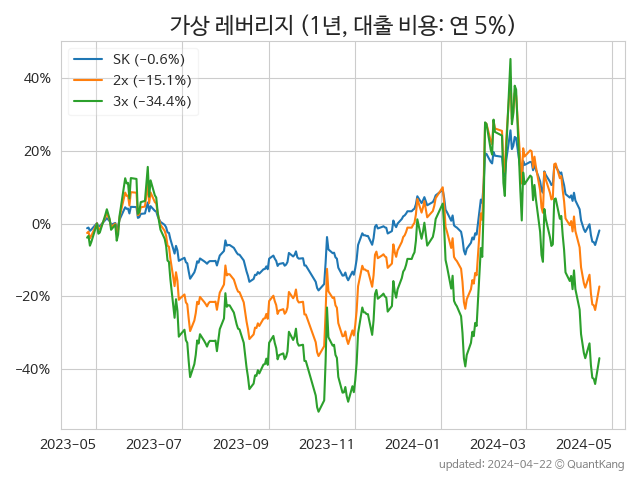 가상 레버리지 (1년, 대출 비용: 연 5%)
SK (−0.6%)
2x (−15.1%)
3x (−34.4%)
40%
20%
0%
−20%
−40%
2023-05 2023-07 2023-09 2023-11 2024-01 2024-03 2024-05
updated: 2024-04-22 © QuantKang